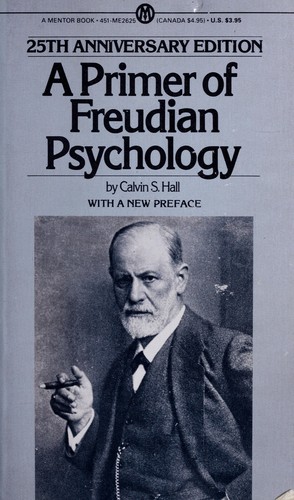 A MENTOR BOOK • 451-ME2625 (CANADA $4.95) • U.S. $3.95
25TH ANNIVERSARY EDITION
A Primer of
Freudian
Psychology
by Calvin S. Hall
WITH A NEW PREFACE